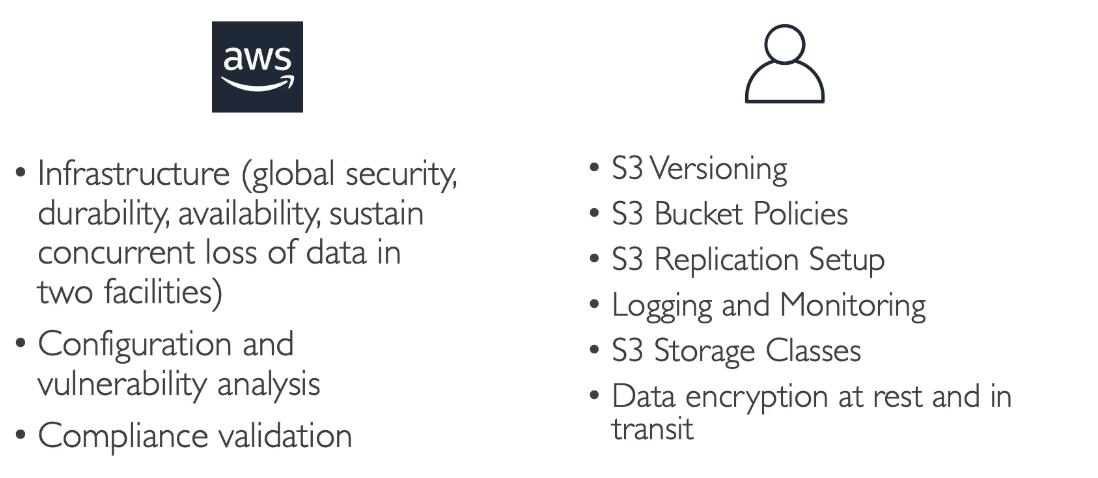 aws
• Infrastructure (global security,
durability, availability, sustain
concurrent loss of data in
two facilities)
• Configuration and
vulnerability analysis
• Compliance validation
• S3 Versioning
• S3 Bucket Policies
• S3 Replication Setup
• Logging and Monitoring
• S3 Storage Classes
• Data encryption at rest and in
transit